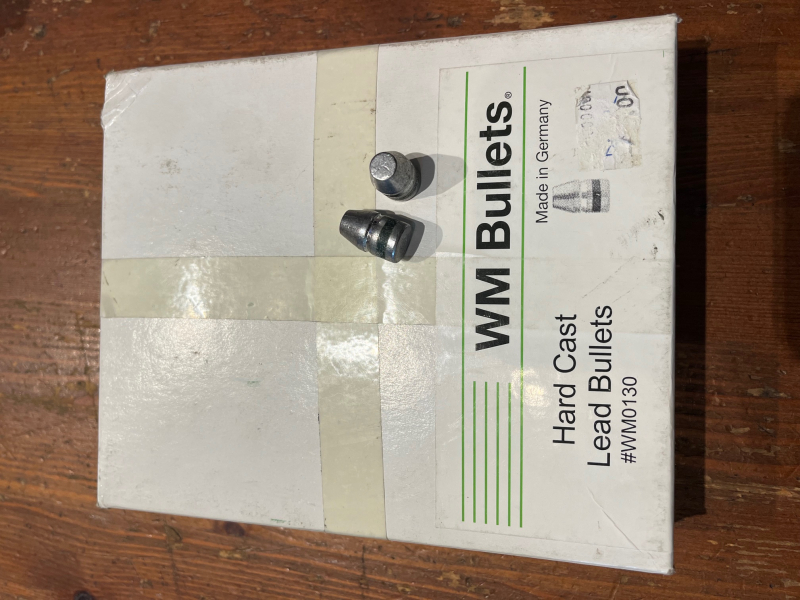 WM Bullets®
Made in Germany
Hard Cast
Lead Bullets
#WM0130